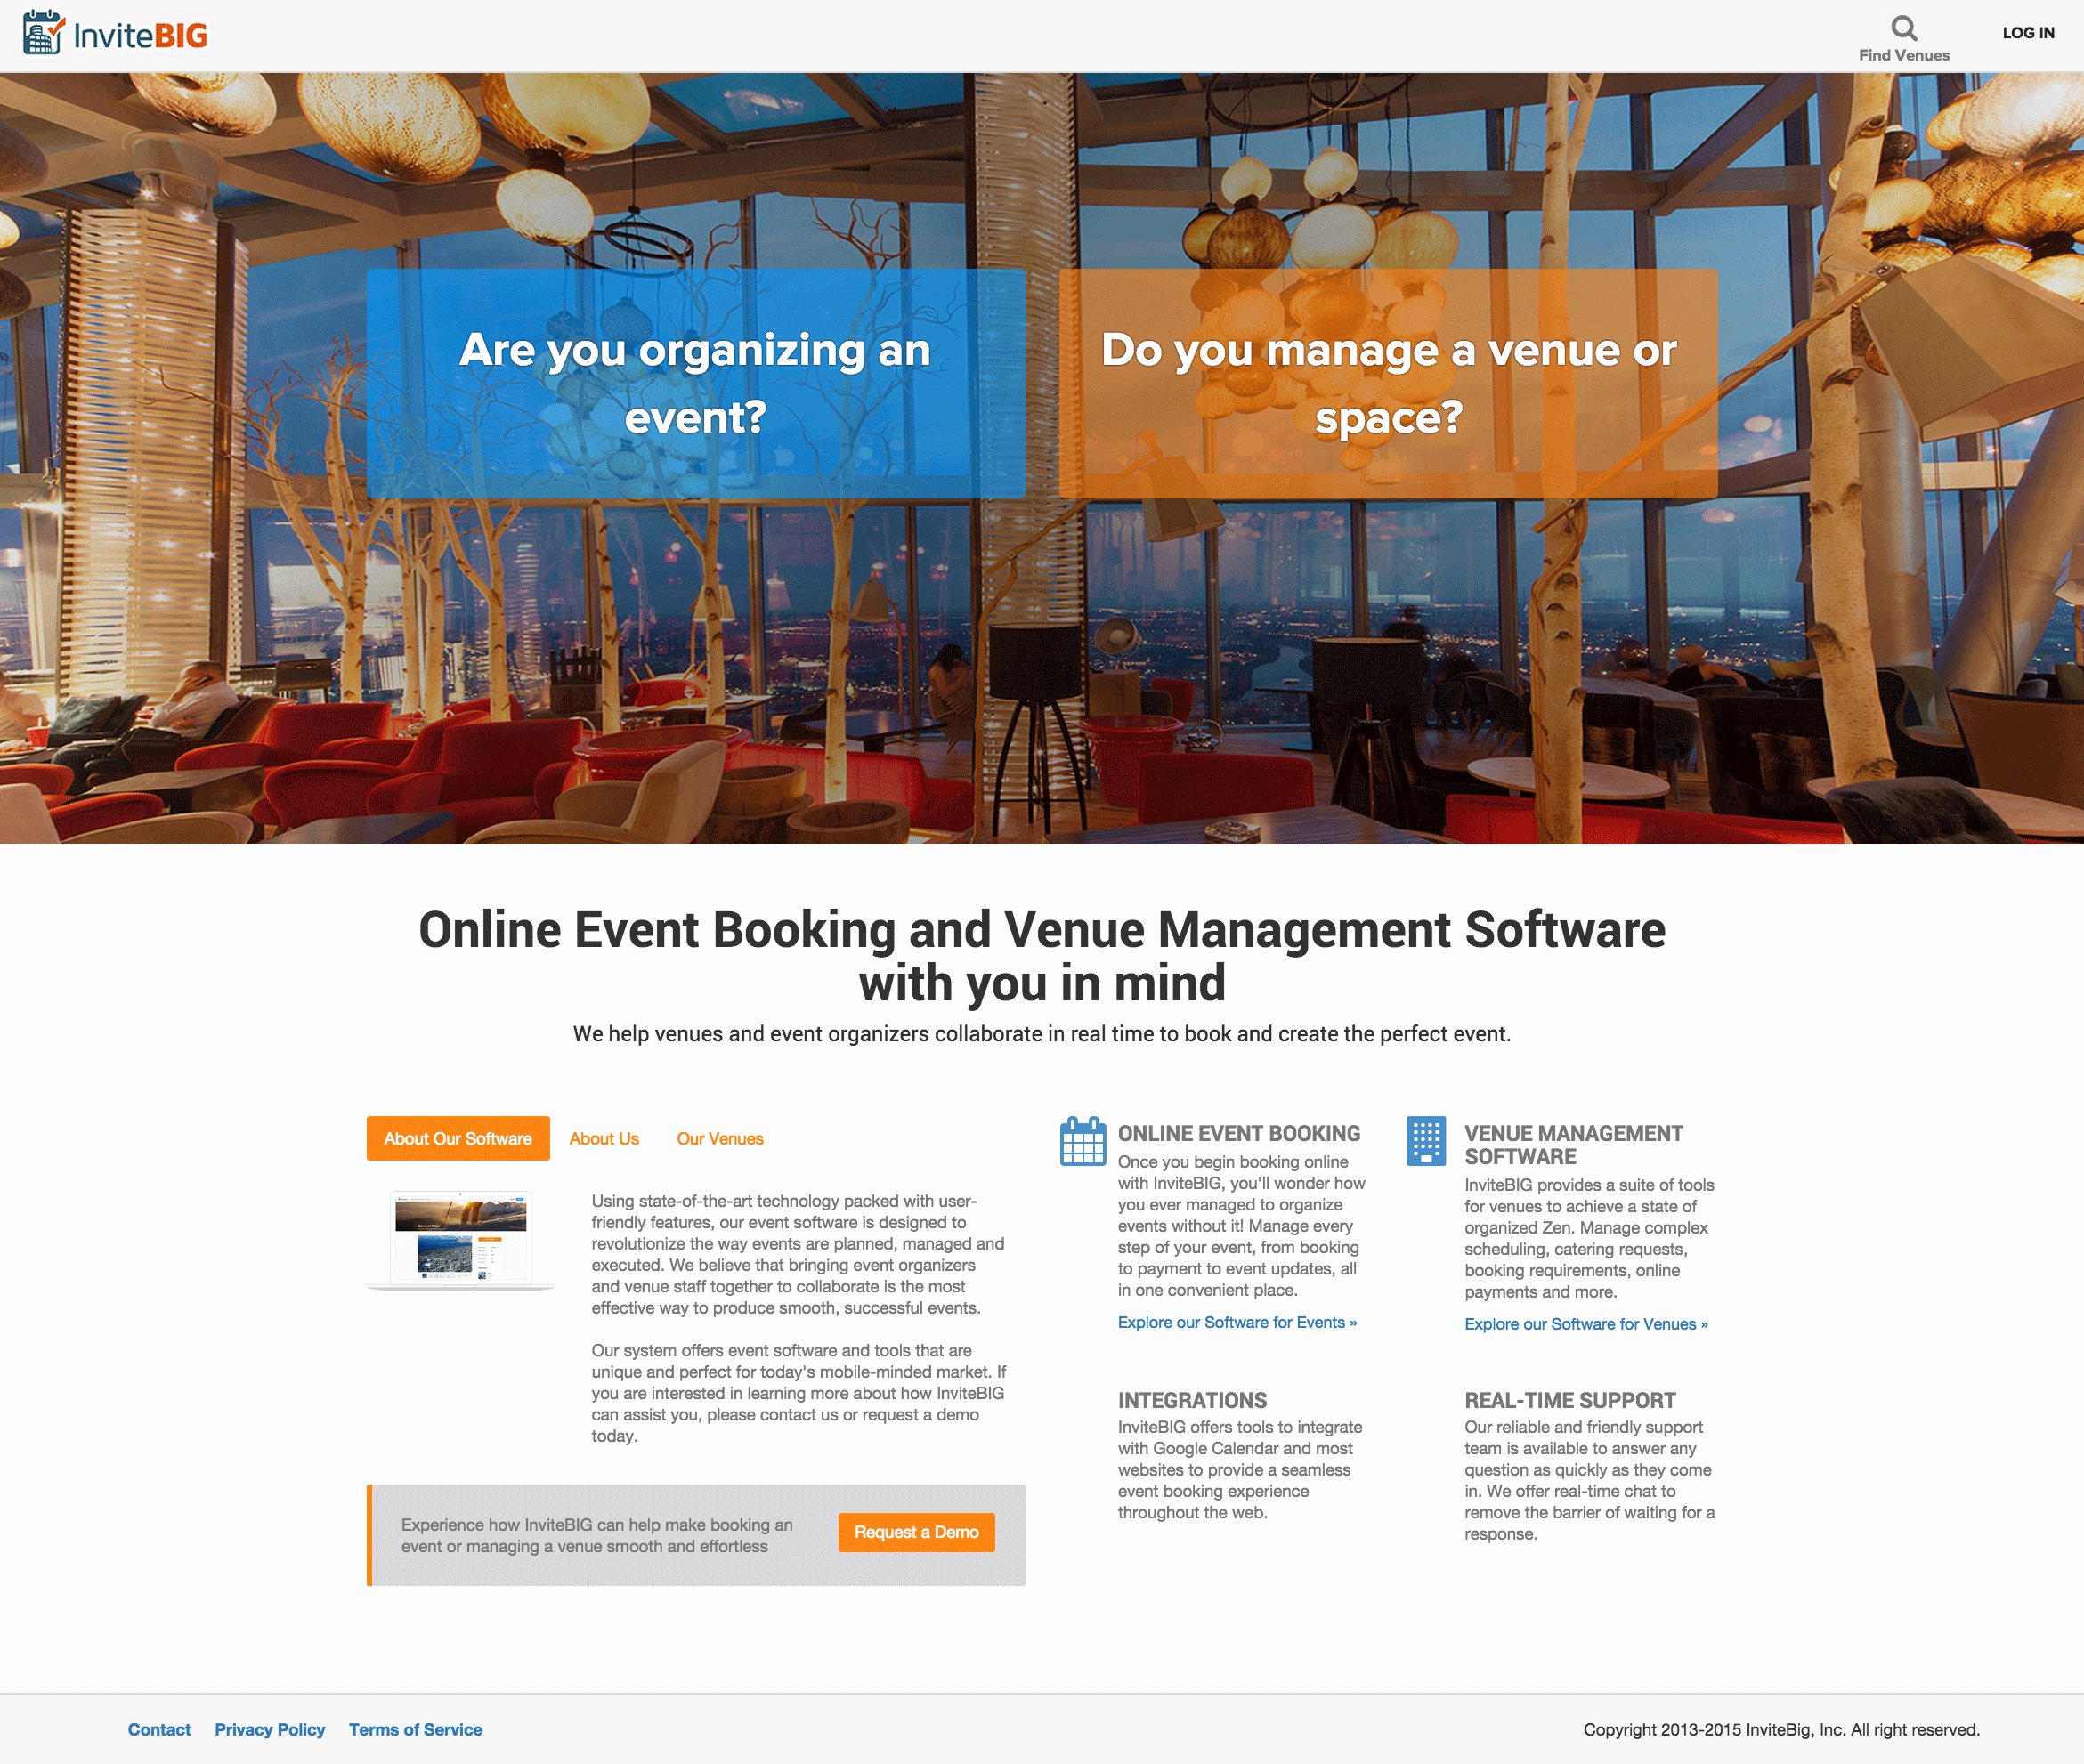 InviteBIG
Find Venues
LOG IN
Are you organizing an
event?
Do you manage a venue or
space?
Online Event Booking and Venue Management Software
with you in mind
We help venues and event organizers collaborate in real time to book and create the perfect event.
About Our Software
About Us
Our Venues
Using state-of-the-art technology packed with user-
friendly features, our event software is designed to
revolutionize the way events are planned, managed and
executed. We believe that bringing event organizers
and venue staff together to collaborate is the most
effective way to produce smooth, successful events.
Our system offers event software and tools that are
unique and perfect for today's mobile-minded market. If
you are interested in learning more about how InviteBIG
can assist you, please contact us or request a demo
today.
Experience how InviteBIG can help make booking an
event or managing a venue smooth and effortless
Request a Demo
ONLINE EVENT BOOKING
Once you begin booking online
with InviteBIG, you'll wonder how
you ever managed to organize
events without it! Manage every
step of your event, from booking
to payment to event updates, all
in one convenient place.
Explore our Software for Events »
VENUE MANAGEMENT
SOFTWARE
InviteBIG provides a suite of tools
for venues to achieve a state of
organized Zen. Manage complex
scheduling, catering requests,
booking requirements, online
payments and more.
Explore our Software for Venues »
INTEGRATIONS
InviteBIG offers tools to integrate
with Google Calendar and most
websites to provide a seamless
event booking experience
throughout the web.
REAL-TIME SUPPORT
Our reliable and friendly support
team is available to answer any
question as quickly as they come
in. We offer real-time chat to
remove the barrier of waiting for a
response.
Contact
Privacy Policy
Terms of Service
Copyright 2013-2015 InviteBig, Inc. All right reserved.